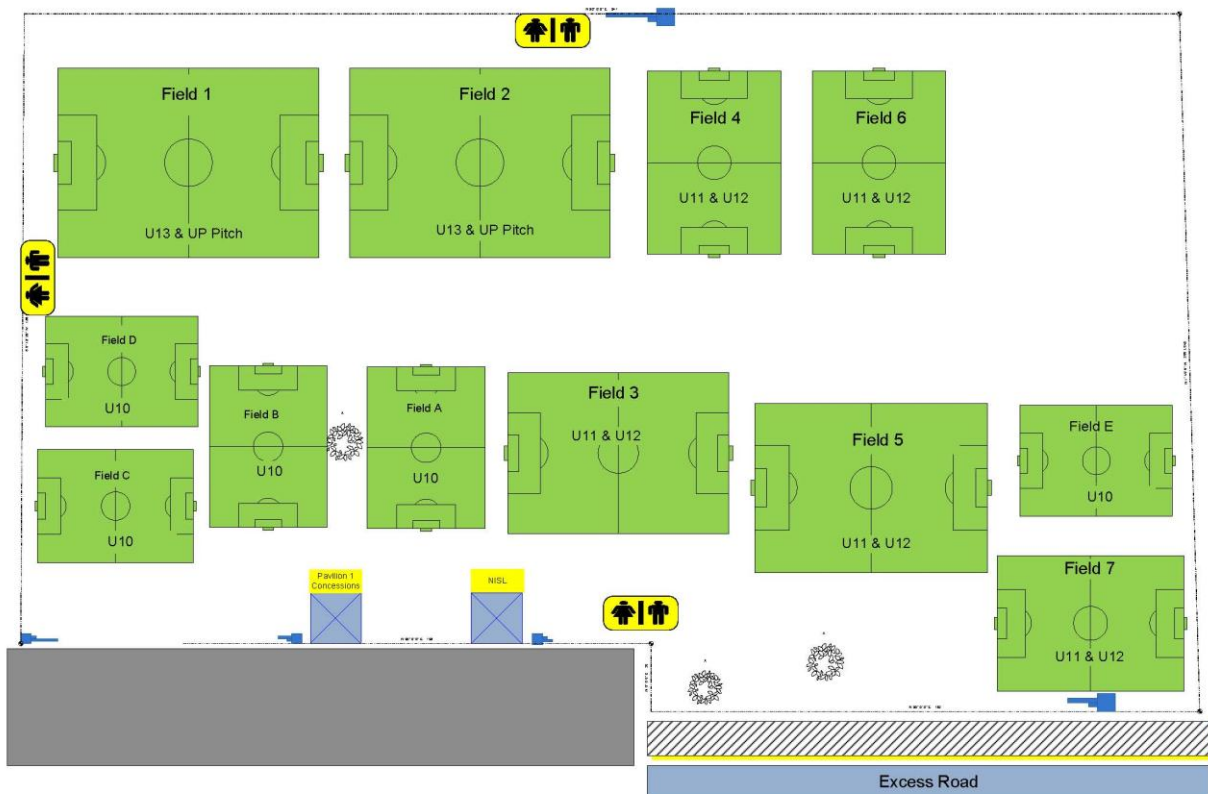 Field 1
Field 2
Field 4
Field 6
U11 & U12
U11 & U12
U13 & UP Pitch
U13 & UP Pitch
Field D
U10
Field B
U10
Field A
U10
Field 3
U11 & U12
Field 5
U11 & U12
Field E
U10
Field C
U10
Field 7
U11 & U12
Pavilion 1
Concessions
NISL
Excess Road